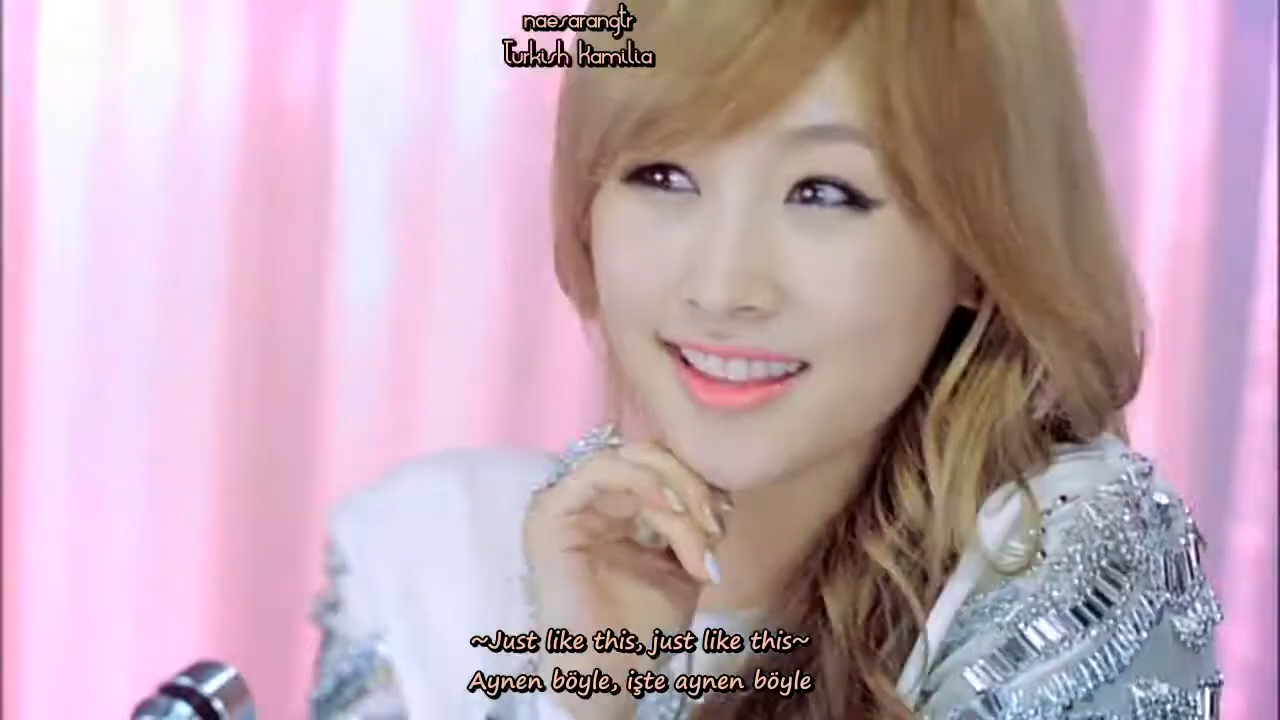 naesarangtr
Turkish Kamilia
~Just like this, just like this~
Aynen böyle, işte aynen böyle